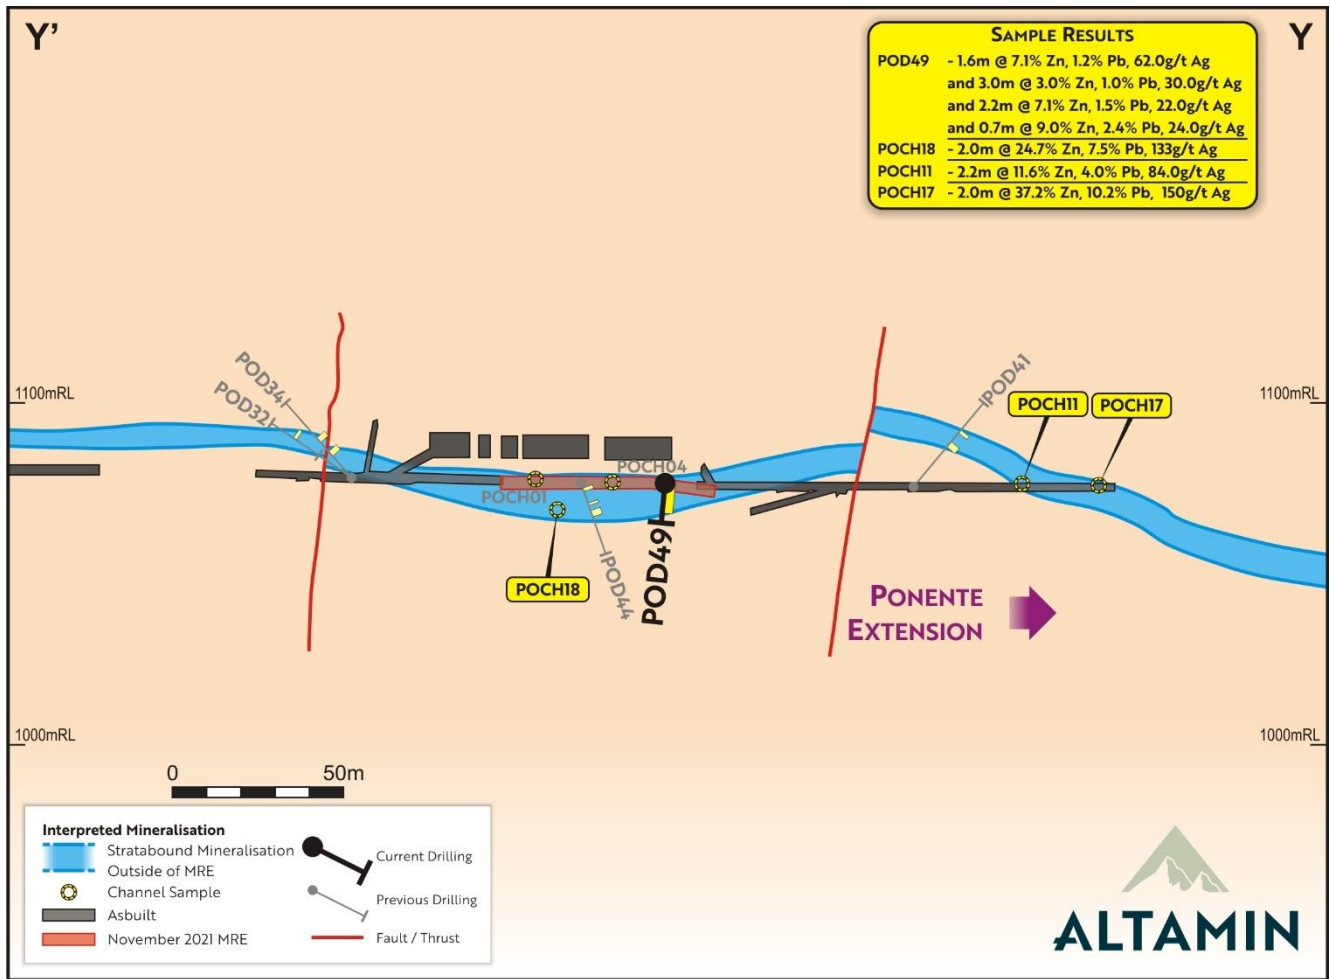 Y'
Y
SAMPLE RESULTS
POD49 - 1.6m @ 7.1% Zn, 1.2% Pb, 62.0g/t Ag
and 3.0m @ 3.0% Zn, 1.0% Pb, 30.0g/t Ag
and 2.2m @ 7.1% Zn, 1.5% Pb, 22.0g/t Ag
and 0.7m @ 9.0% Zn, 2.4% Pb, 24.0g/t Ag
POCH18 - 2.0m @ 24.7% Zn, 7.5% Pb, 133g/t Ag
POCH11 - 2.2m @ 11.6% Zn, 4.0% Pb, 84.0g/t Ag
POCH17 - 2.0m @ 37.2% Zn, 10.2% Pb, 150g/t Ag
1100mRL
1100mRL
POD34
POD32
POD41
POCH11
POCH17
POCH04
POCH01
POCH18
POD44
POD49
PONENTE
EXTENSION
1000mRL
1000mRL
0 50m
Interpreted Mineralisation
Stratabound Mineralisation
Outside of MRE
Channel Sample
Asbuilt
November 2021 MRE
Current Drilling
Previous Drilling
Fault / Thrust
ALTAMIN